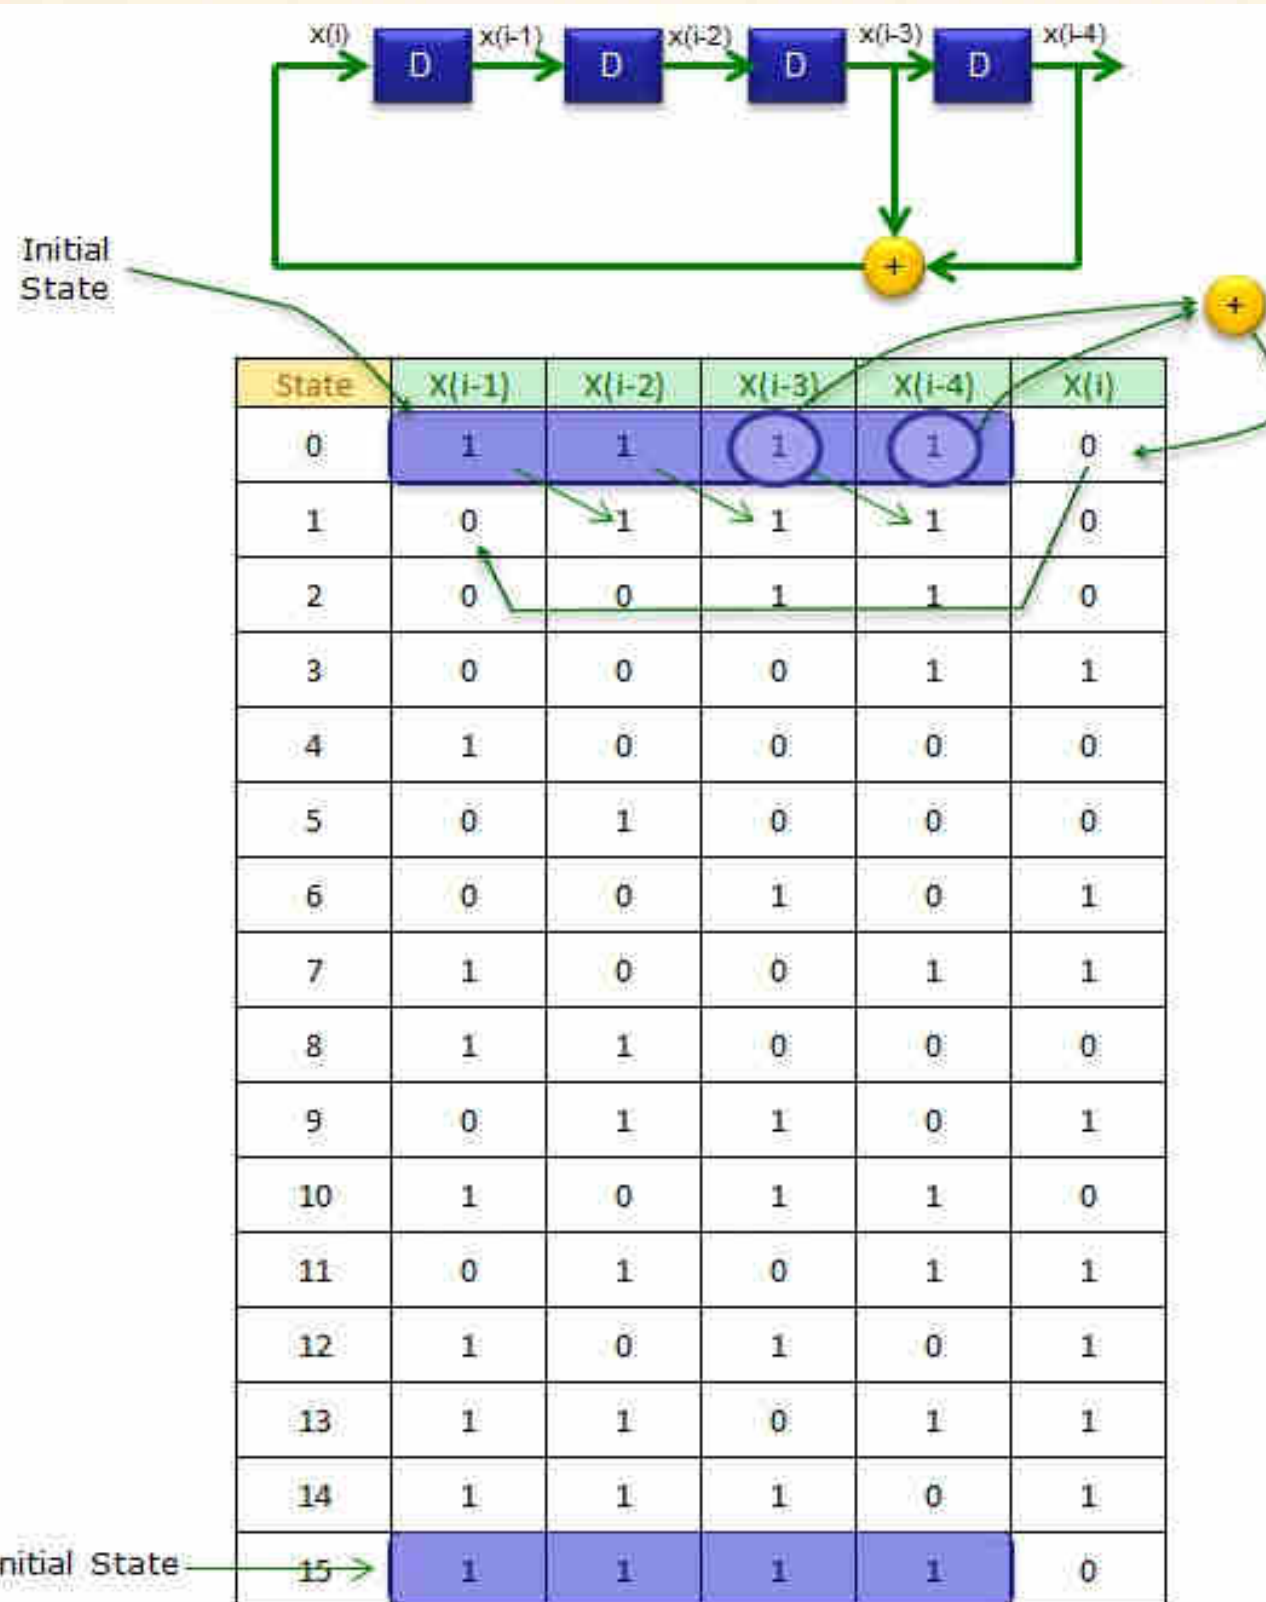 x(i) x(i-1) x(i-2) x(i-3) x(i-4)
D D D D
+
Initial
State
+
State X(i-1) X(i-2) X(i-3) X(i-4) X(i)
0 1 1 1 1 0
1 0 1 1 1 0
2 0 0 1 1 0
3 0 0 0 1 1
4 1 0 0 0 0
5 0 1 0 0 0
6 0 0 1 0 1
7 1 0 0 1 1
8 1 1 0 0 0
9 0 1 1 0 1
10 1 0 1 1 0
11 0 1 0 1 1
12 1 0 1 0 1
13 1 1 0 1 1
14 1 1 1 0 1
nitial State 15 1 1 1 1 0